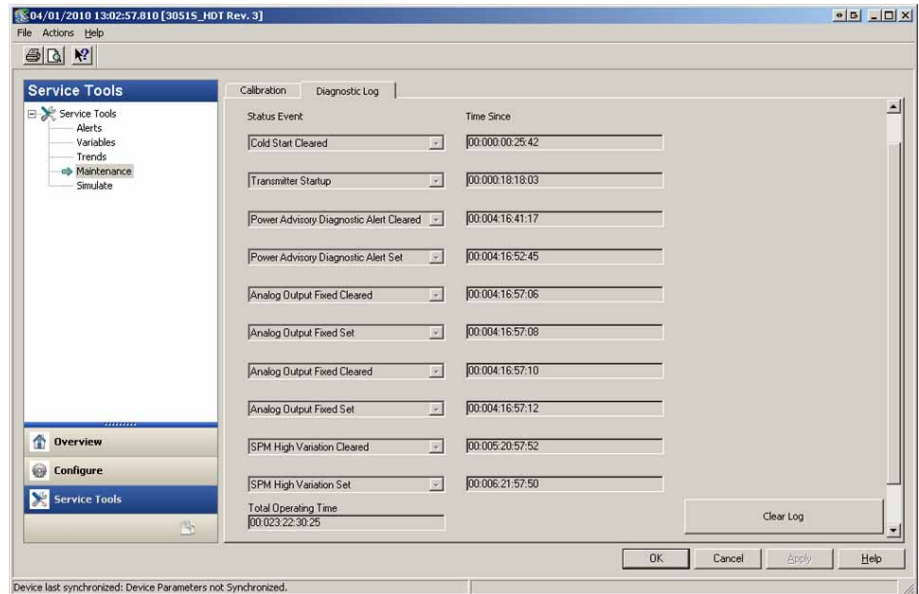 04/01/2010 13:02:57.810 [3051S_HDT Rev. 3]
File Actions Help
Service Tools
Service Tools
Alerts
Variables
Trends
Maintenance
Simulate
Overview
Configure
Service Tools
Calibration Diagnostic Log
Status Event Time Since
Cold Start Cleared 00:000:00:25:42
Transmitter Startup 00:000:18:18:03
Power Advisory Diagnostic Alert Cleared 00:004:16:41:17
Power Advisory Diagnostic Alert Set 00:004:16:52:45
Analog Output Fixed Cleared 00:004:16:57:06
Analog Output Fixed Set 00:004:16:57:08
Analog Output Fixed Cleared 00:004:16:57:10
Analog Output Fixed Set 00:004:16:57:12
SPM High Variation Cleared 00:005:20:57:52
SPM High Variation Set 00:006:21:57:50
Total Operating Time
00:023:22:30:25
Clear Log
OK Cancel Apply Help
Device last synchronized: Device Parameters not Synchronized.